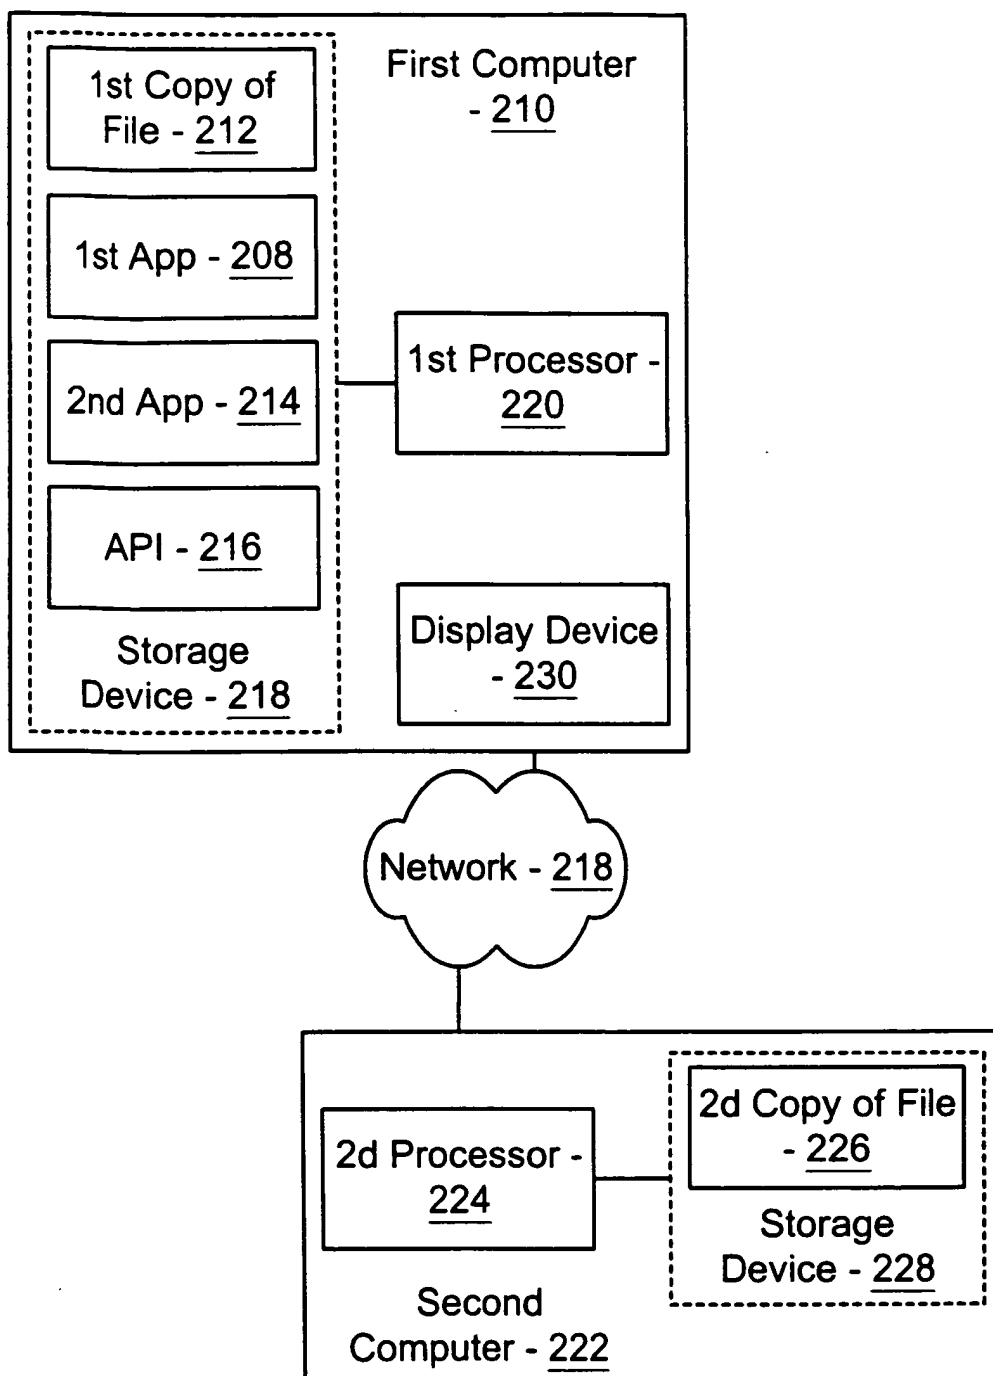 1st Copy of
File - 212
First Computer
- 210
1st App - 208
2nd App - 214
API - 216
Storage
Device - 218
1st Processor -
220
Display Device
- 230
Network - 218
2d Processor -
224
2d Copy of File
- 226
Storage
Device - 228
Second
Computer - 222